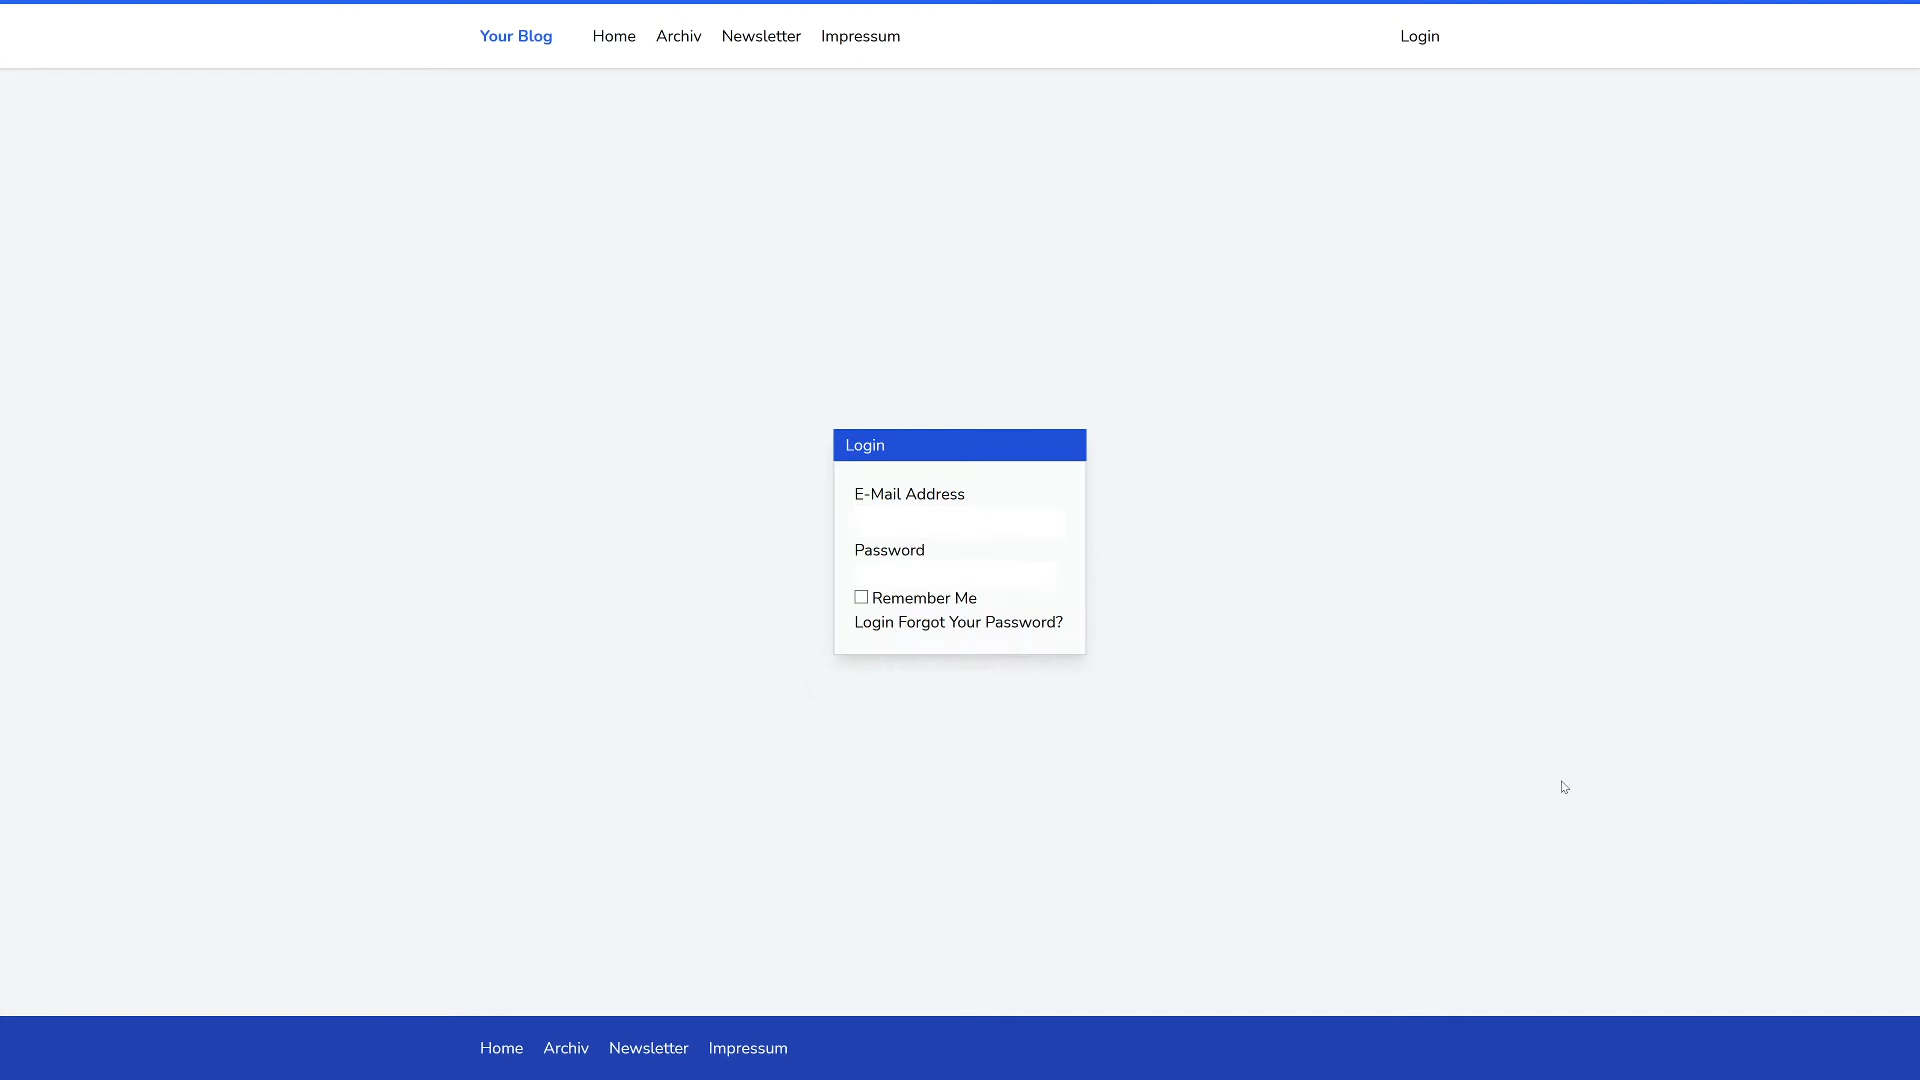 Your Blog Home Archiv Newsletter Impressum Login
Login
E-Mail Address
Password
Remember Me
Login Forgot Your Password?
Home Archiv Newsletter Impressum